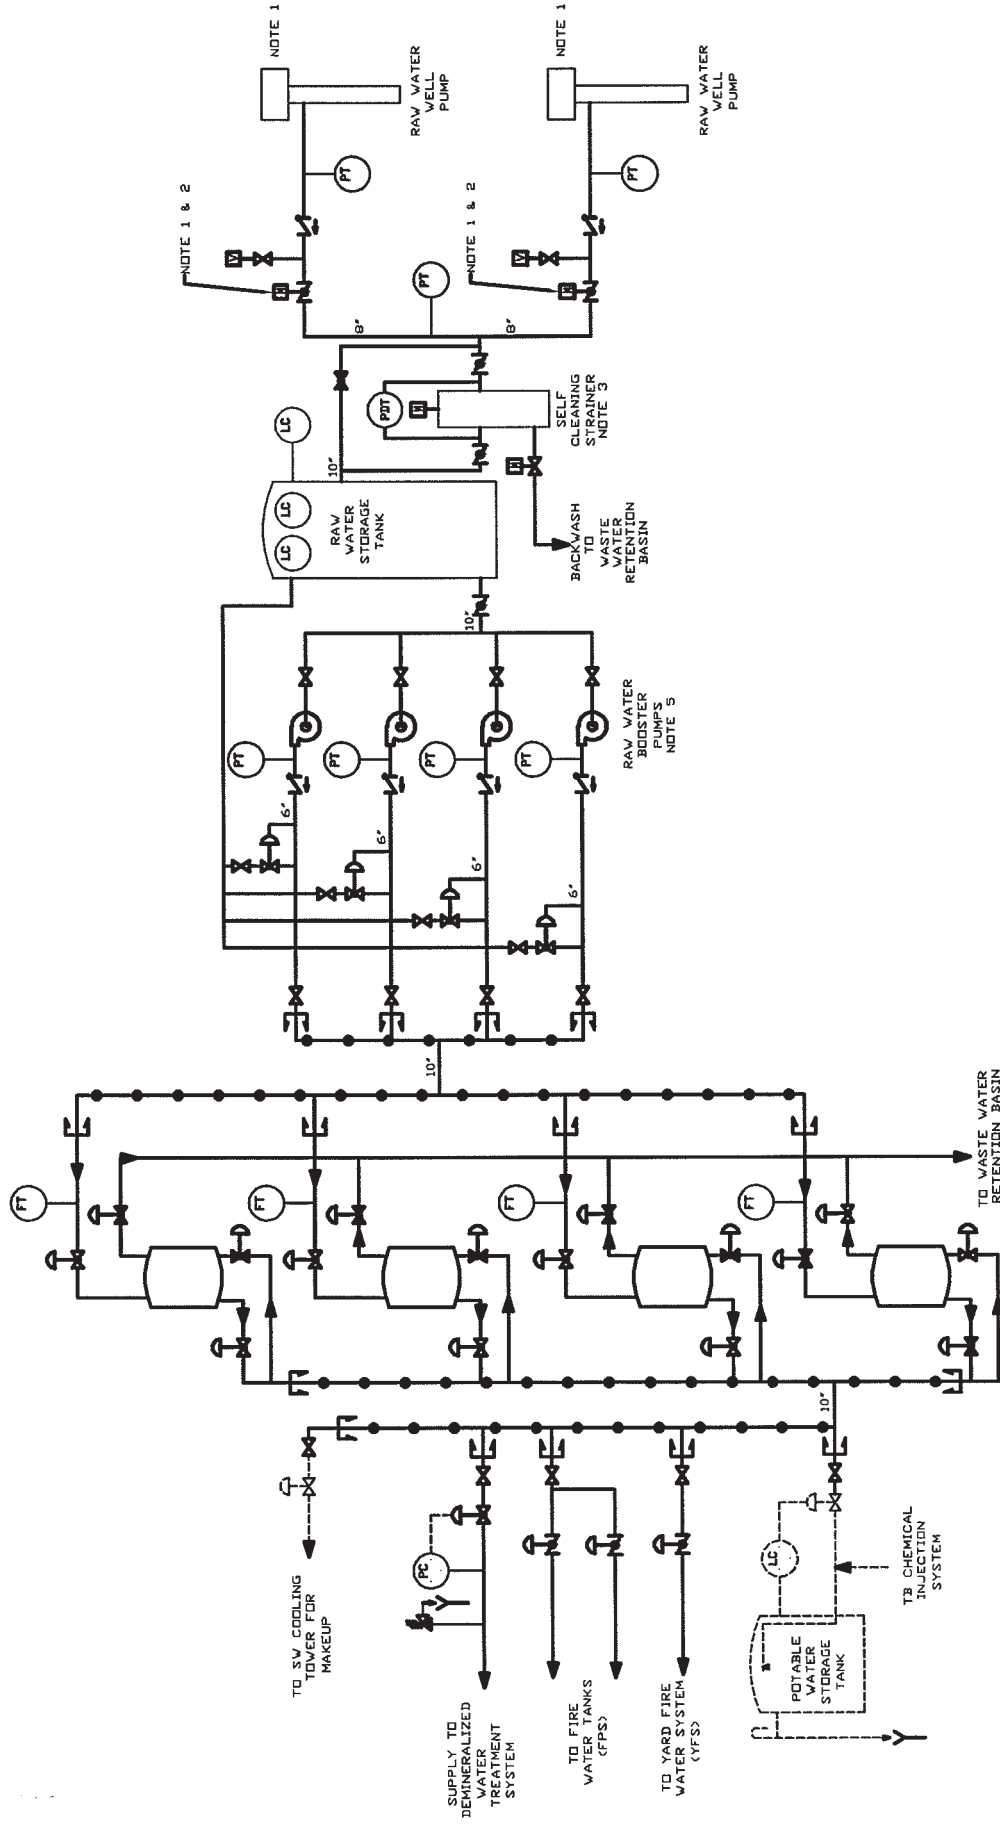 NOTE 1
RAW WATER
WELL
PUMP
PT
NOTE 1 & 2
V
M
NOTE 1
RAW WATER
WELL
PUMP
PT
NOTE 1 & 2
V
M
8"
PT
8"
PDT
M
SELF
CLEANING
STRAINER
NOTE 3
M
BACKWASH
TO
WASTE
WATER
RETENTION
BASIN
10"
LC
LC
LC
RAW
WATER
STORAGE
TANK
10"
RAW WATER
BOOSTER
PUMPS
NOTE 5
PT
PT
PT
PT
6"
6"
6"
6"
10"
FT
FT
FT
FT
TO WASTE WATER
RETENTION BASIN
10"
TO SW COOLING
TOWER FOR
MAKEUP
PC
SUPPLY TO
DEMINERALIZED
WATER
TREATMENT
SYSTEM
TO FIRE
WATER TANKS
(FPS)
TO YARD FIRE
WATER SYSTEM
(YFS)
LC
POTABLE
WATER
STORAGE
TANK
TB CHEMICAL
INJECTION
SYSTEM